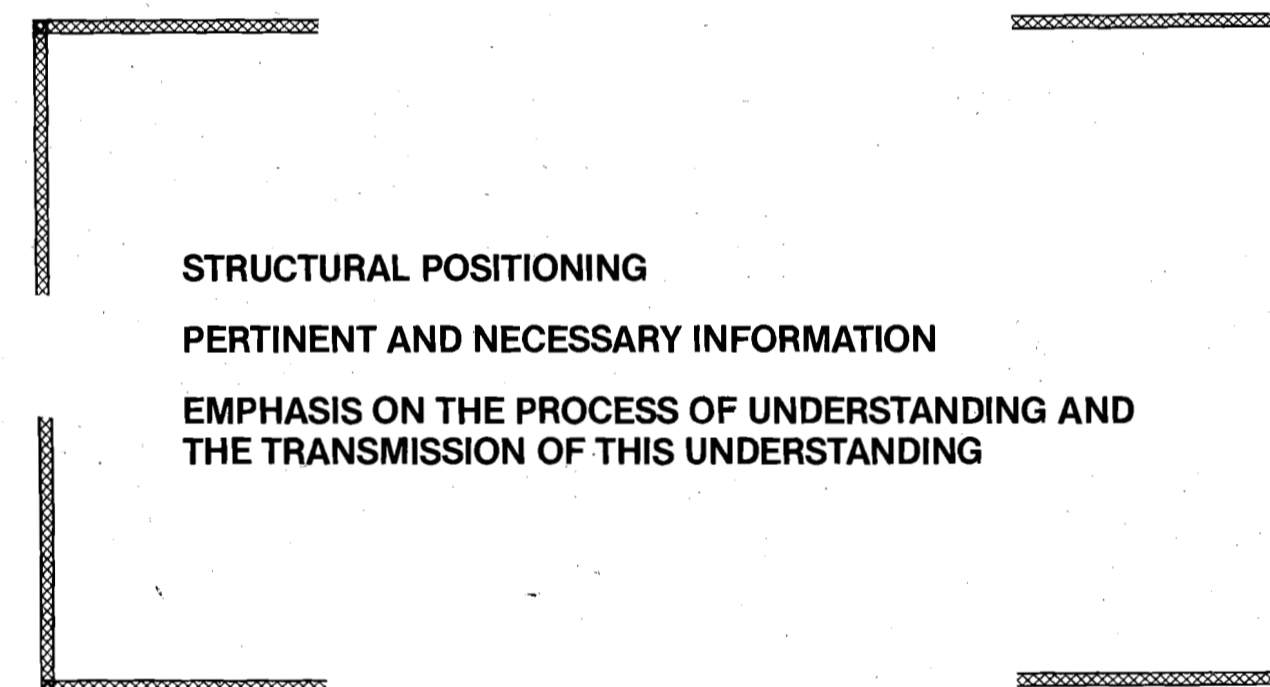 STRUCTURAL POSITIONING
PERTINENT AND NECESSARY INFORMATION
EMPHASIS ON THE PROCESS OF UNDERSTANDING AND
THE TRANSMISSION OF THIS UNDERSTANDING